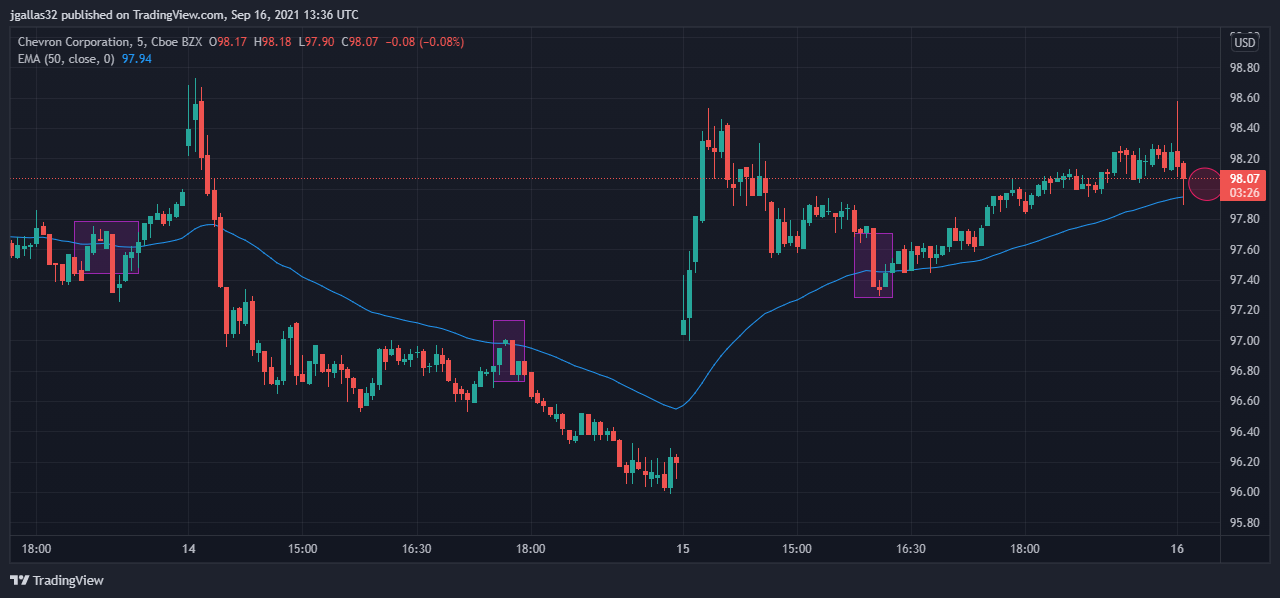 jgallas32 published on TradingView.com, Sep 16, 2021 13:36 UTC
Chevron Corporation, 5, Cboe BZX O98.17 H98.18 L97.90 C98.07 −0.08 (−0.08%)
EMA (50, close, 0) 97.94
USD
98.80
98.60
98.40
98.20
98.07
03:26
97.80
97.60
97.40
97.20
97.00
96.80
96.60
96.40
96.20
96.00
95.80
18:00 14 15:00 16:30 18:00 15 15:00 16:30 18:00 16
TradingView